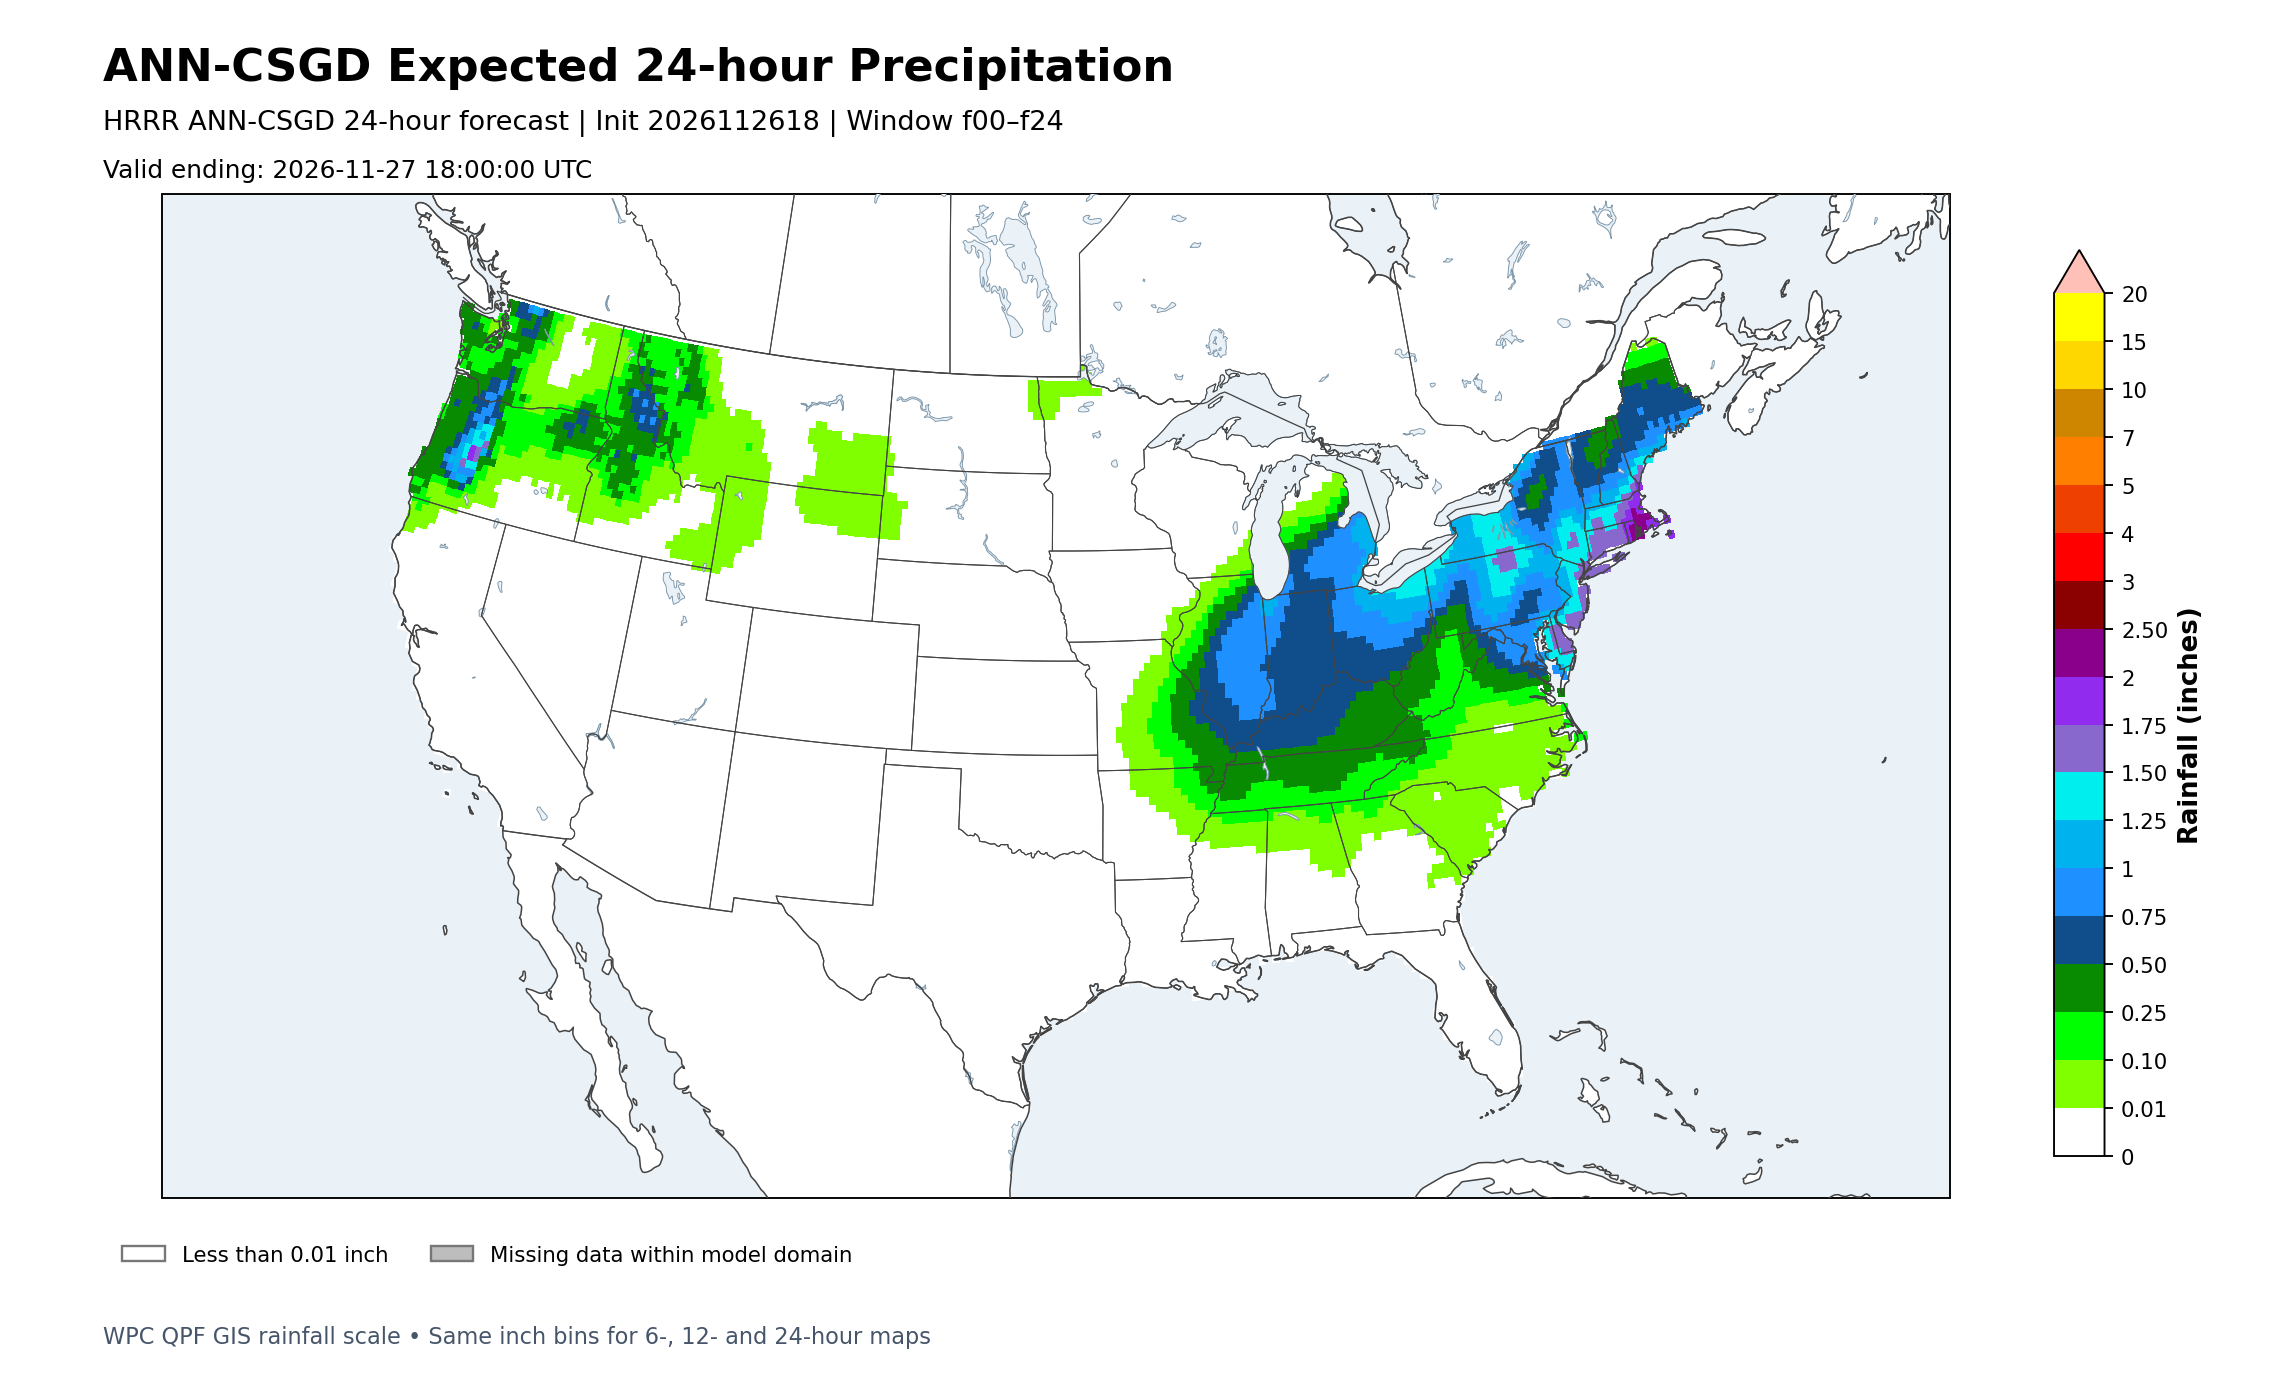 ANN-CSGD Expected 24-hour Precipitation
HRRR ANN-CSGD 24-hour forecast | Init 2026112618 | Window f00–f24
Valid ending: 2026-11-27 18:00:00 UTC
20
15
10
7
5
4
3
2.50
2
1.75
1.50
1.25
1
0.75
0.50
0.25
0.10
0.01
0
Rainfall (inches)
Less than 0.01 inch
Missing data within model domain
WPC QPF GIS rainfall scale • Same inch bins for 6-, 12- and 24-hour maps